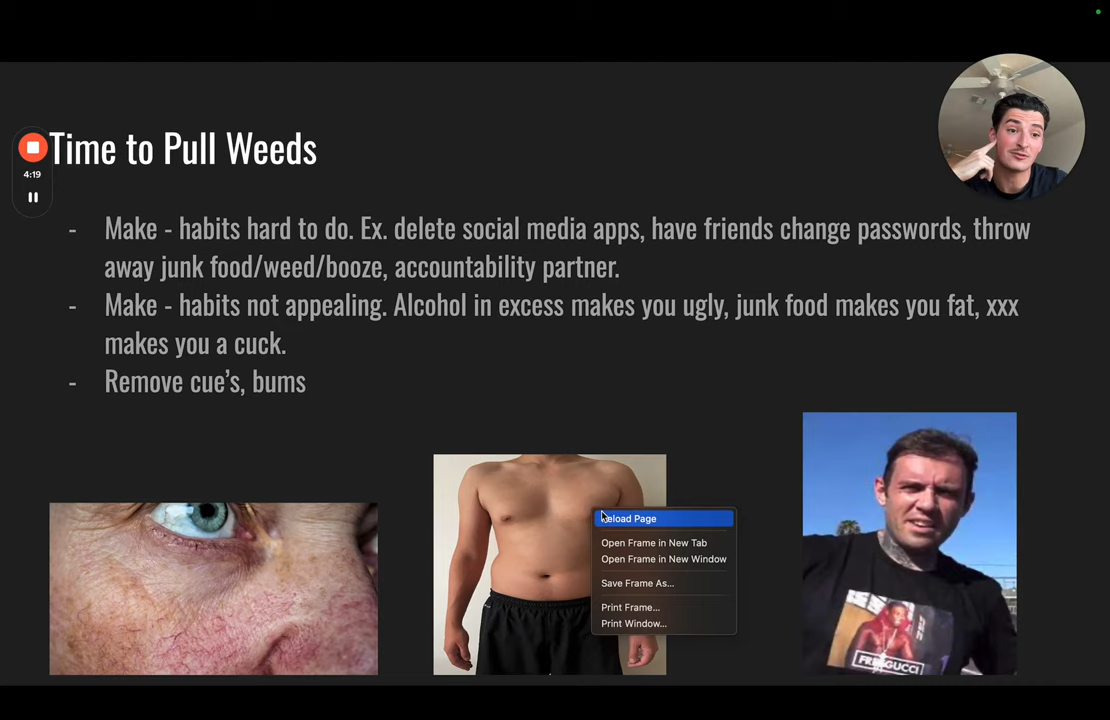 Time to Pull Weeds
4:19
- Make - habits hard to do. Ex. delete social media apps, have friends change passwords, throw
away junk food/weed/booze, accountability partner.
- Make - habits not appealing. Alcohol in excess makes you ugly, junk food makes you fat, xxx
makes you a cuck.
- Remove cue’s, bums
Reload Page
Open Frame in New Tab
Open Frame in New Window
Save Frame As...
Print Frame...
Print Window...
FREE GUCCI